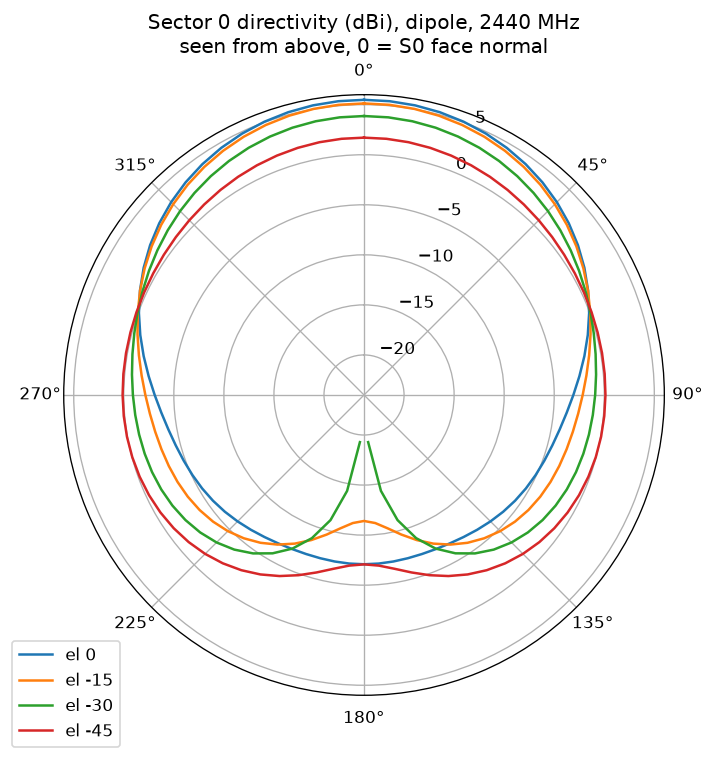 Sector 0 directivity (dBi), dipole, 2440 MHz
seen from above, 0 = S0 face normal
0°
5
315°
0
45°
−5
−10
−15
−20
270°
90°
225°
135°
el 0
el -15
el -30
el -45
180°